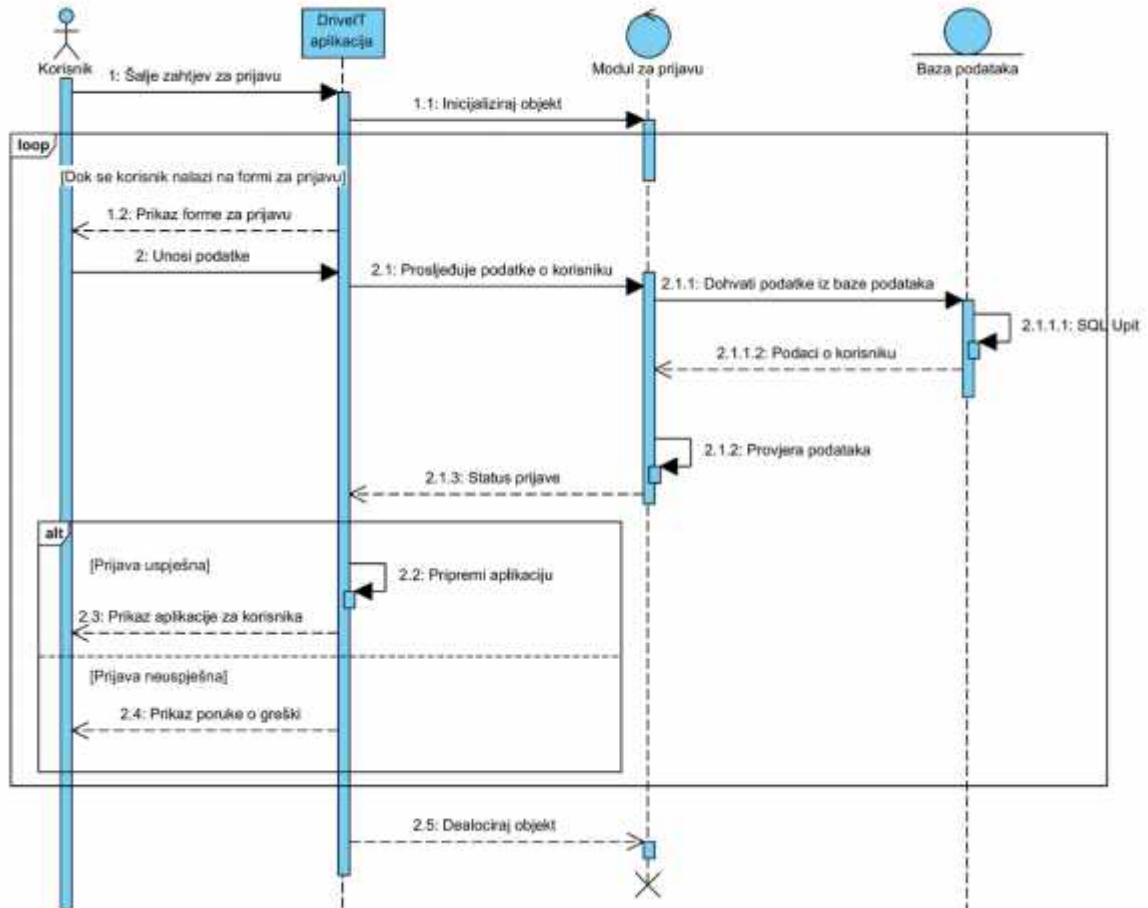 DriveIT
aplikacija
Korisnik
Modul za prijavu
Baza podataka
1: Šalje zahtjev za prijavu
1.1: Inicijaliziraj objekt
loop
[Dok se korisnik nalazi na formi za prijavu]
1.2: Prikaz forme za prijavu
2: Unosi podatke
2.1: Prosljeđuje podatke o korisniku
2.1.1: Dohvati podatke iz baze podataka
2.1.1.1: SQL Upit
2.1.1.2: Podaci o korisniku
2.1.2: Provjera podataka
2.1.3: Status prijave
alt
[Prijava uspješna]
2.2: Pripremi aplikaciju
2.3: Prikaz aplikacije za korisnika
[Prijava neuspješna]
2.4: Prikaz poruke o greški
2.5: Dealociraj objekt